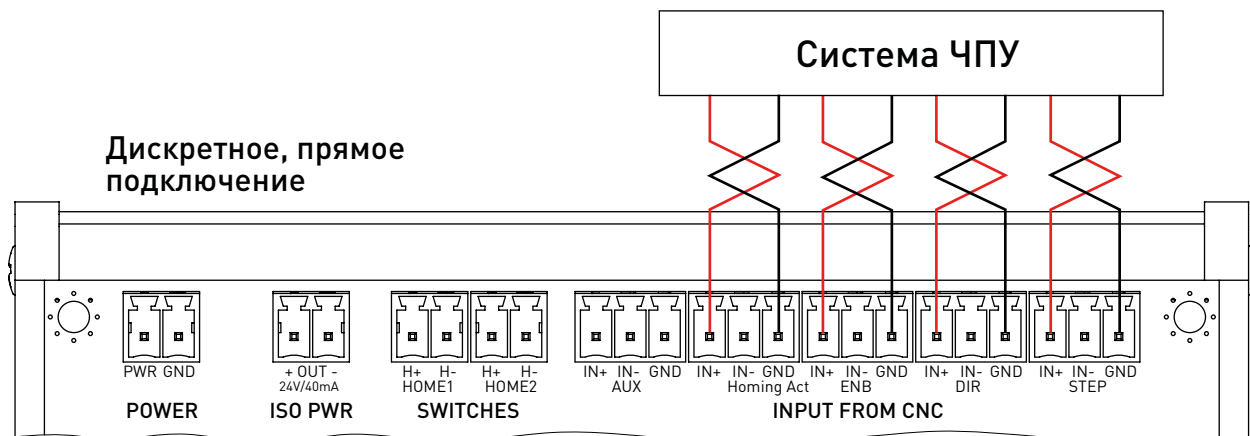 Система ЧПУ
Дискретное, прямое
подключение
PWR GND
POWER
+ OUT -
24V/40mA
ISO PWR
H+ H- H+ H-
HOME1 HOME2
SWITCHES
IN+ IN- GND IN+ IN- GND IN+ IN- GND IN+ IN- GND IN+ IN- GND
AUX Homing Act ENB DIR STEP
INPUT FROM CNC